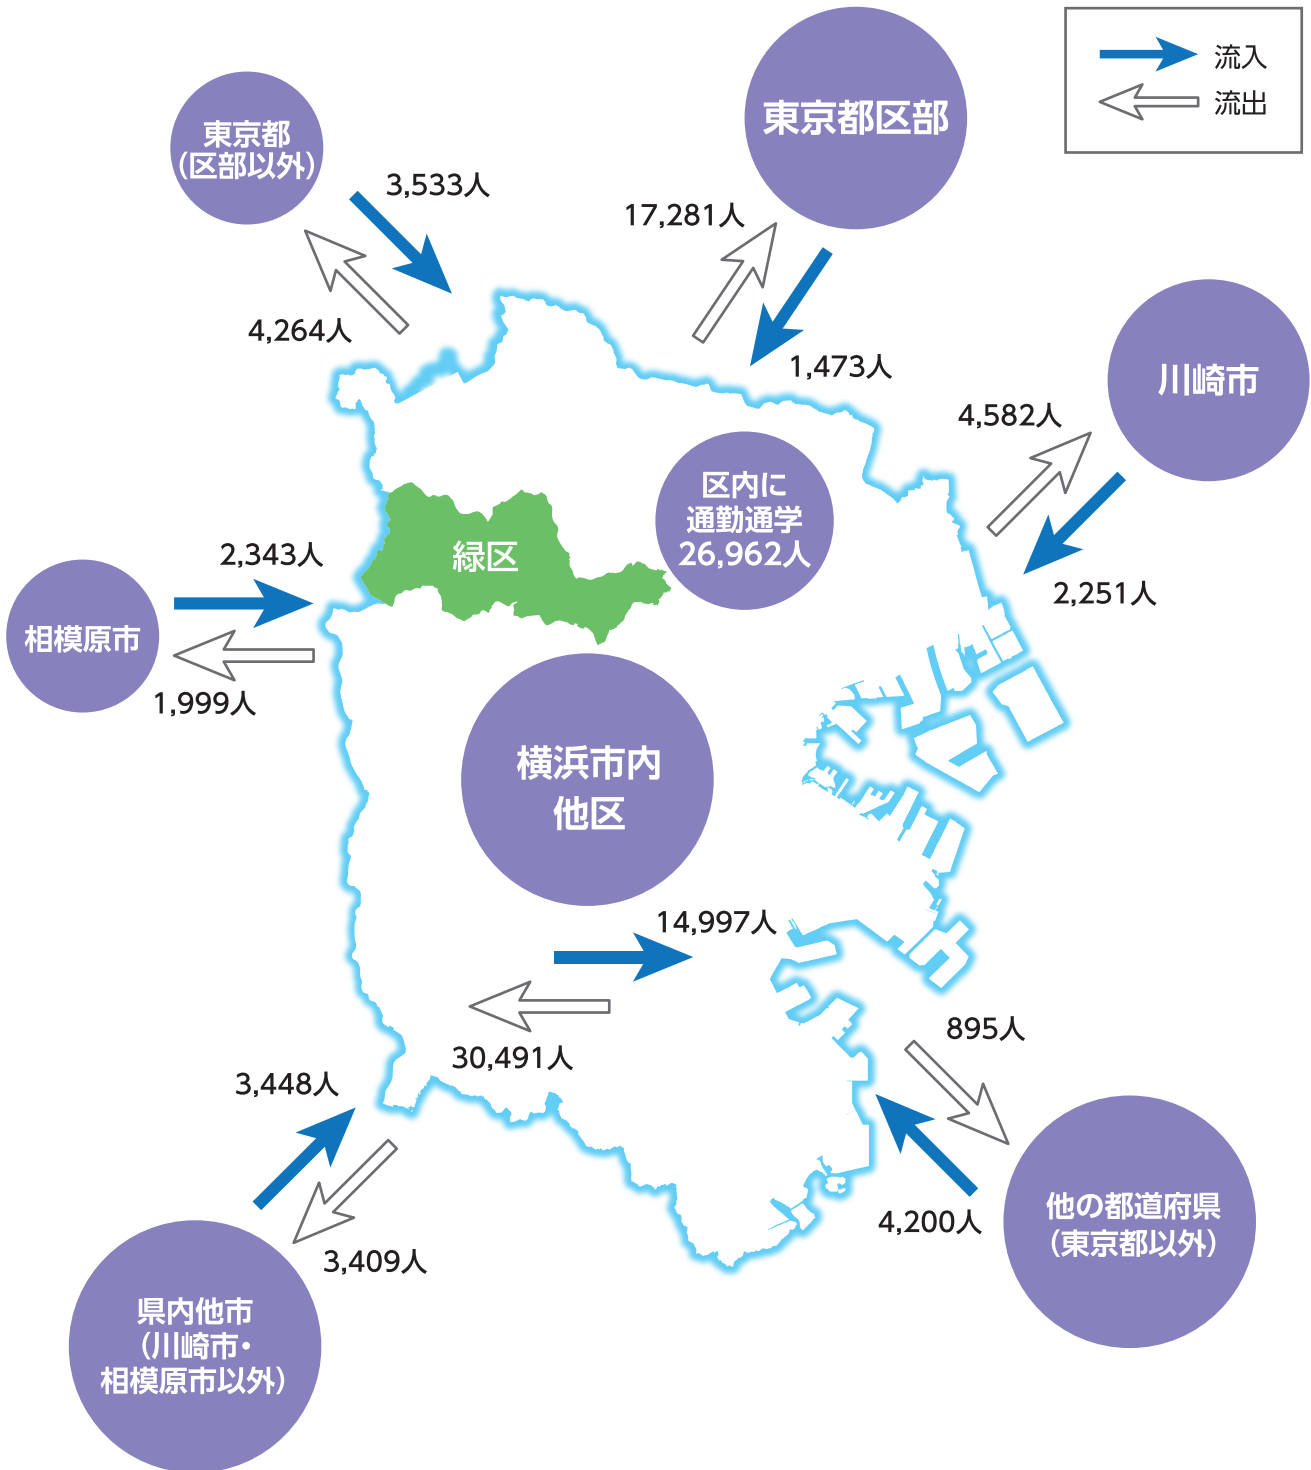 流入
流出
東京都
(区部以外)
3,533人
4,264人
東京都区部
17,281人
1,473人
川崎市
4,582人
2,251人
区内に
通勤通学
26,962人
緑区
相模原市
2,343人
1,999人
横浜市内
他区
14,997人
30,491人
895人
4,200人
他の都道府県
(東京都以外)
3,448人
3,409人
県内他市
(川崎市・
相模原市以外)